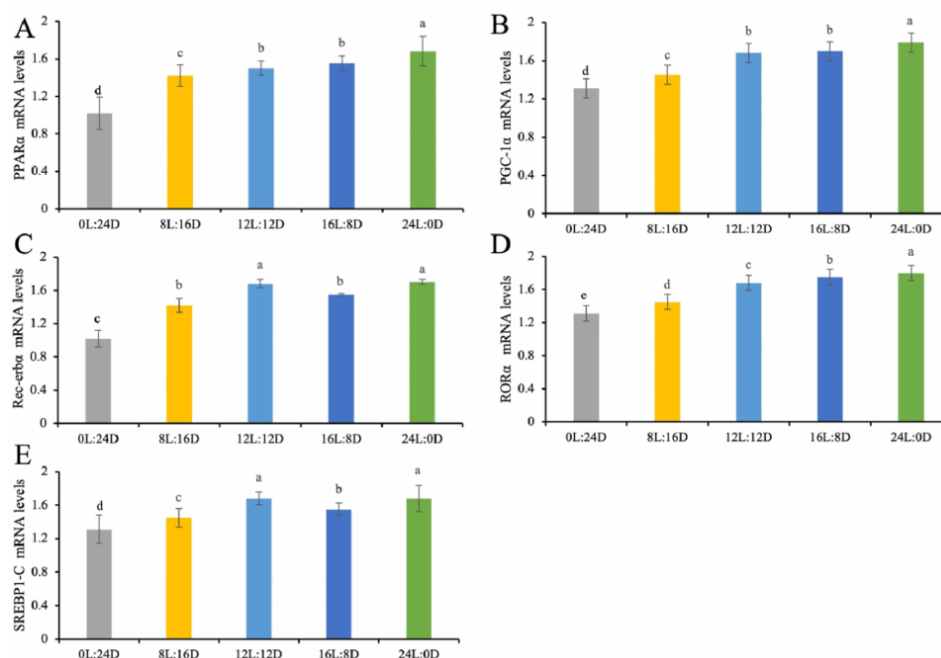 A
PPARα mRNA levels
2
1.6
1.2
0.8
0.4
0
d
c
b
b
a
0L:24D 8L:16D 12L:12D 16L:8D 24L:0D
B
PGC-1α mRNA levels
2
1.6
1.2
0.8
0.4
0
d
c
b
b
a
0L:24D 8L:16D 12L:12D 16L:8D 24L:0D
C
Rec-erbα mRNA levels
2
1.6
1.2
0.8
0.4
0
c
b
a
b
a
0L:24D 8L:16D 12L:12D 16L:8D 24L:0D
D
RORα mRNA levels
2
1.6
1.2
0.8
0.4
0
e
d
c
b
a
0L:24D 8L:16D 12L:12D 16L:8D 24L:0D
E
SREBP1-C mRNA levels
2
1.6
1.2
0.8
0.4
0
d
c
a
b
a
0L:24D 8L:16D 12L:12D 16L:8D 24L:0D